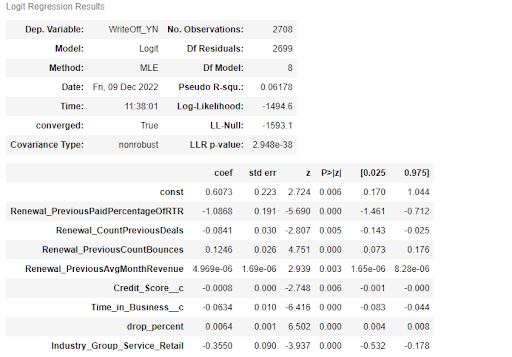 Logit Regression Results
Dep. Variable: WriteOff_YN No. Observations: 2708
Model: Logit Df Residuals: 2699
Method: MLE Df Model: 8
Date: Fri, 09 Dec 2022 Pseudo R-squ.: 0.06178
Time: 11:38:01 Log-Likelihood: -1494.6
converged: True LL-Null: -1593.1
Covariance Type: nonrobust LLR p-value: 2.948e-38
coef std err z P>|z| [0.025 0.975]
const 0.6073 0.223 2.724 0.006 0.170 1.044
Renewal_PreviousPaidPercentageOfRTR -1.0868 0.191 -5.690 0.000 -1.461 -0.712
Renewal_CountPreviousDeals -0.0841 0.030 -2.807 0.005 -0.143 -0.025
Renewal_PreviousCountBounces 0.1246 0.026 4.751 0.000 0.073 0.176
Renewal_PreviousAvgMonthRevenue 4.969e-06 1.69e-06 2.939 0.003 1.65e-06 8.28e-06
Credit_Score__c -0.0008 0.000 -2.748 0.006 -0.001 -0.000
Time_in_Business__c -0.0634 0.010 -6.416 0.000 -0.083 -0.044
drop_percent 0.0064 0.001 6.502 0.000 0.004 0.008
Industry_Group_Service_Retail -0.3550 0.090 -3.937 0.000 -0.532 -0.178